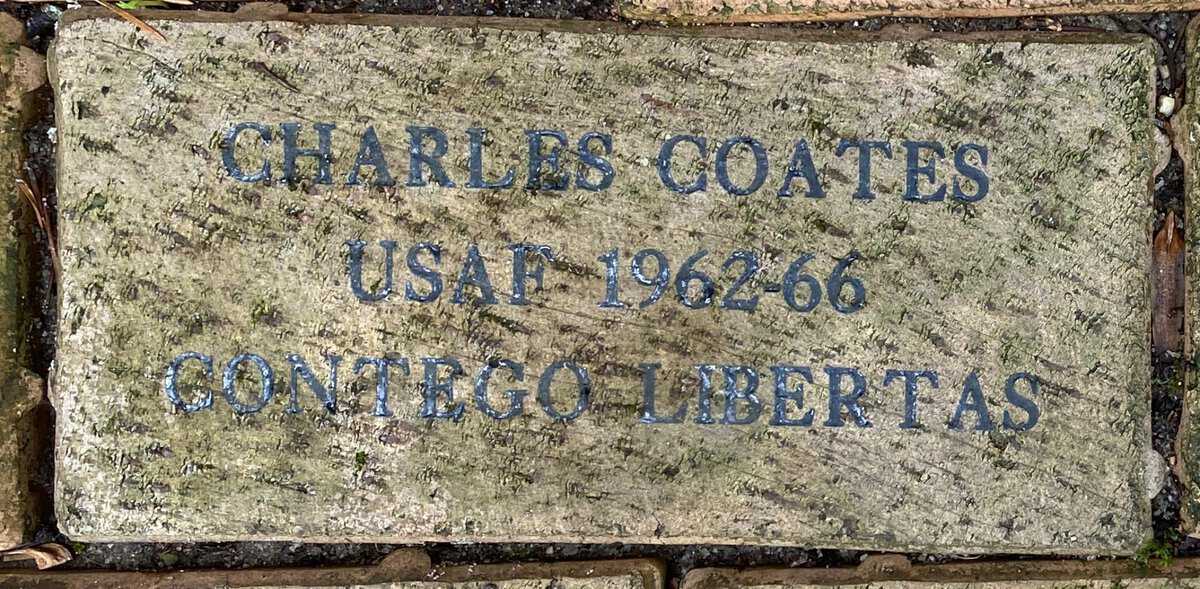 CHARLES COATES
USAF 1962-66
CONTEGO LIBERTAS